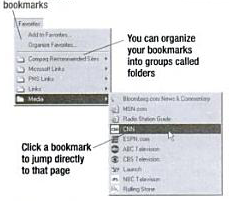 bookmarks
Favorites
Add to Favorites...
Organize Favorites...
Compaq Recommended Sites
Microsoft Links
PMS Links
Links
Media
You can organize
your bookmarks
into groups called
folders
Bloomberg.com News & Commentary
MSN.com
Radio Station Guide
CNN
ESPN.com
ABC Television
CBS Television
Launch
NBC Television
Rolling Stone
Click a bookmark
to jump directly
to that page